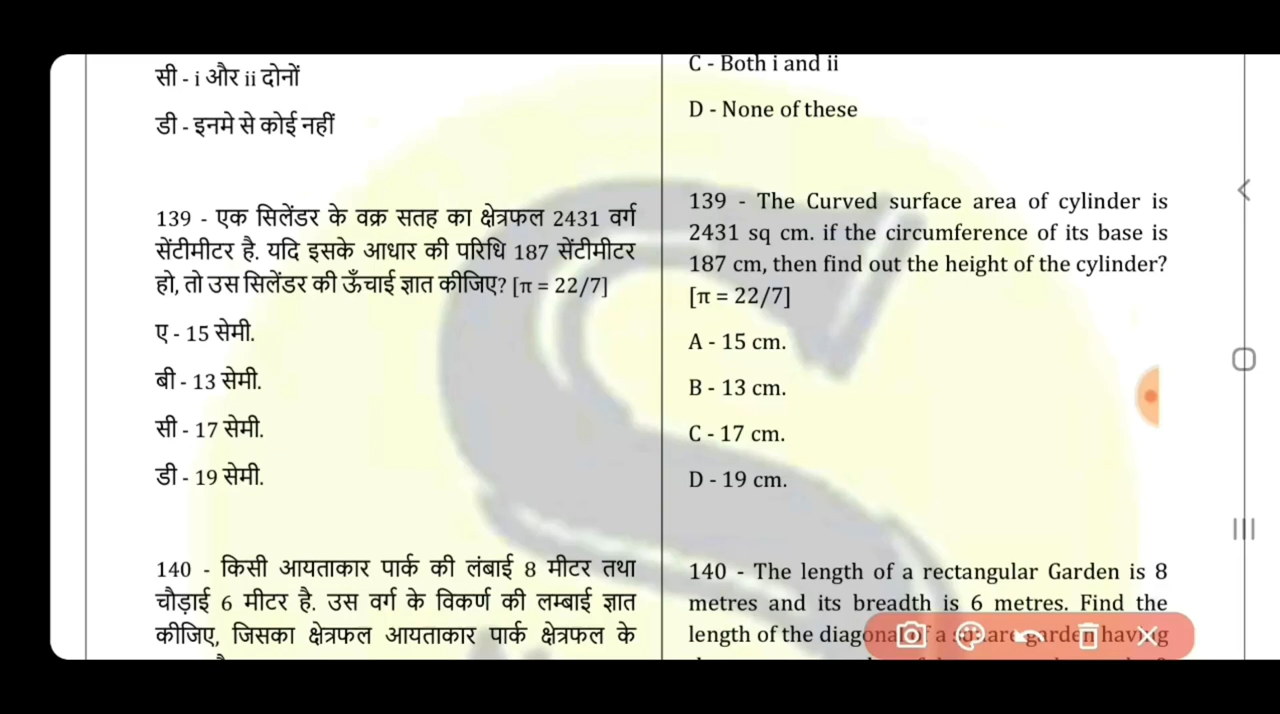 सी - i और ii दोनों
डी - इनमे से कोई नहीं
139 - एक सिलेंडर के वक्र सतह का क्षेत्रफल 2431 वर्ग
सेंटीमीटर है. यदि इसके आधार की परिधि 187 सेंटीमीटर
हो, तो उस सिलेंडर की ऊँचाई ज्ञात कीजिए? [π = 22/7]
ए - 15 सेमी.
बी - 13 सेमी.
सी - 17 सेमी.
डी - 19 सेमी.
140 - किसी आयताकार पार्क की लंबाई 8 मीटर तथा
चौड़ाई 6 मीटर है. उस वर्ग के विकर्ण की लम्बाई ज्ञात
कीजिए, जिसका क्षेत्रफल आयताकार पार्क क्षेत्रफल के
C - Both i and ii
D - None of these
139 - The Curved surface area of cylinder is
2431 sq cm. if the circumference of its base is
187 cm, then find out the height of the cylinder?
[π = 22/7]
A - 15 cm.
B - 13 cm.
C - 17 cm.
D - 19 cm.
140 - The length of a rectangular Garden is 8
metres and its breadth is 6 metres. Find the
length of the diagonal of a square garden having